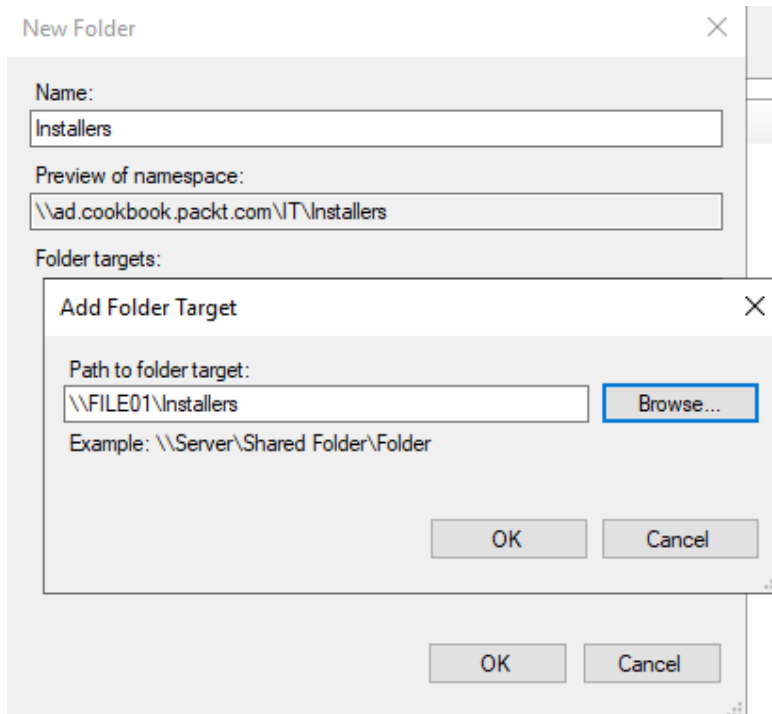 New Folder
Name:
Installers
Preview of namespace:
\\ad.cookbook.packt.com\IT\Installers
Folder targets:
Add Folder Target
Path to folder target:
\\FILE01\Installers
Browse...
Example: \\Server\Shared Folder\Folder
OK
Cancel
OK
Cancel